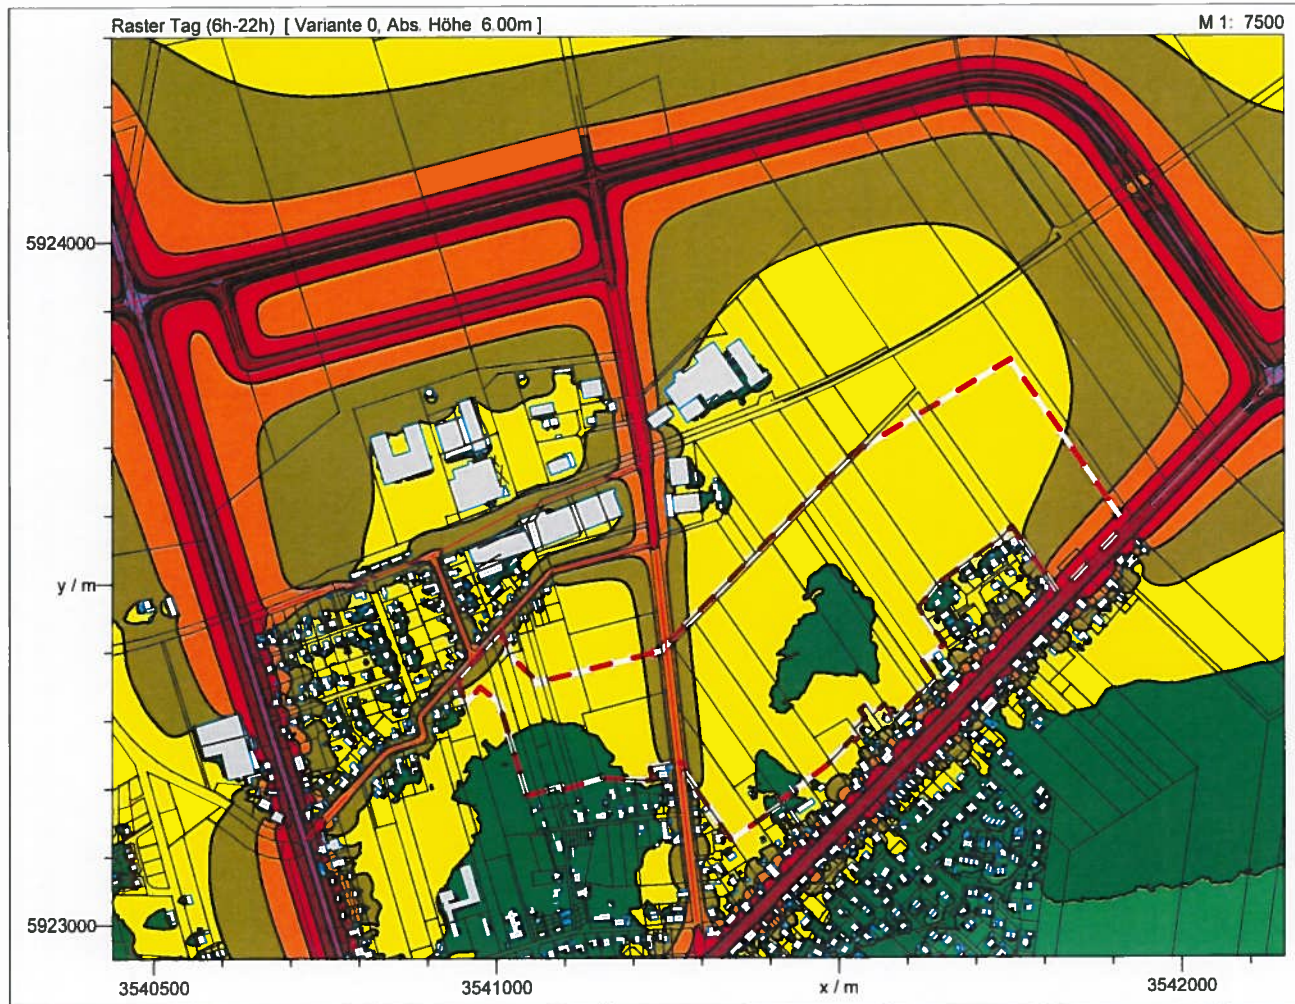 Raster Tag (6h-22h) [ Variante 0, Abs. Höhe 6.00m ]
M 1: 7500
5924000
y / m
5923000
3540500
3541000
x / m
3542000